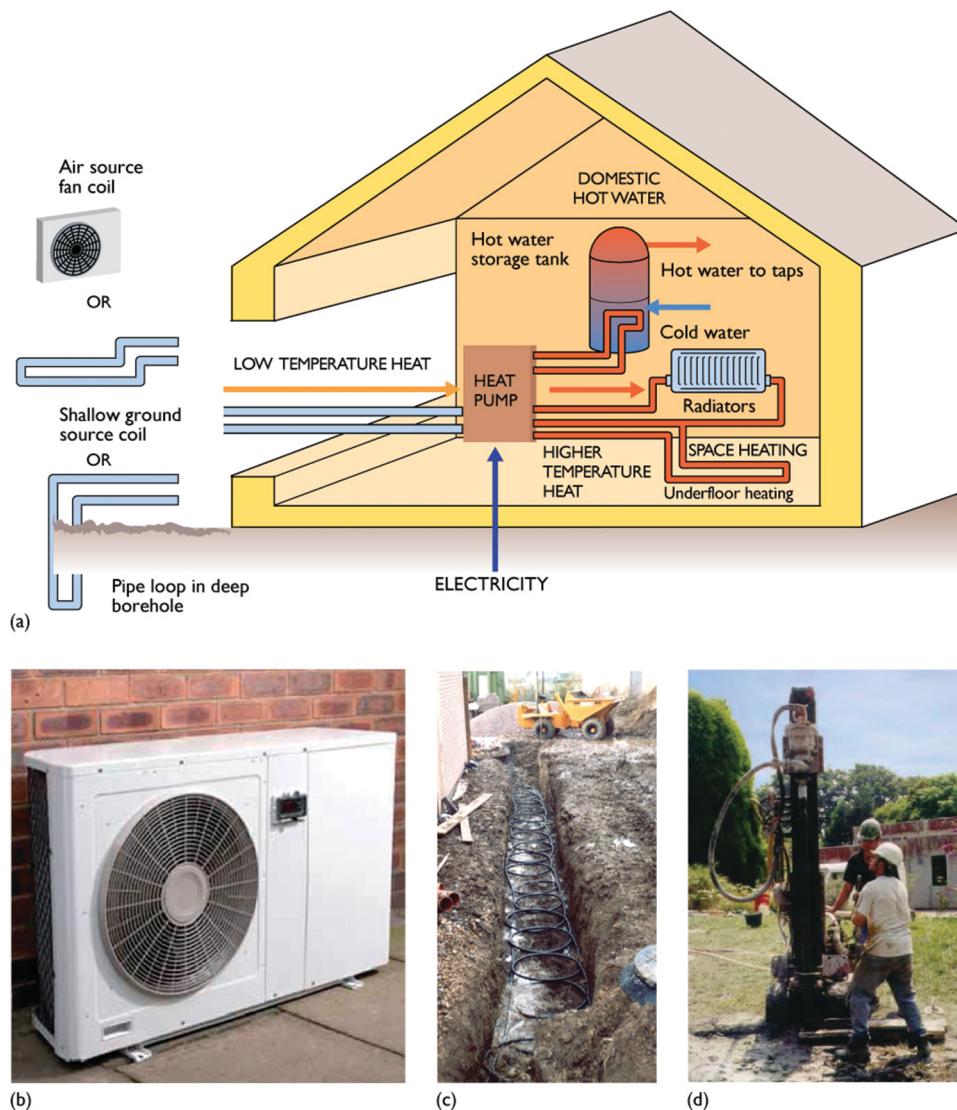 Air source
fan coil
OR
Shallow ground
source coil
OR
Pipe loop in deep
borehole
(a)
LOW TEMPERATURE HEAT
DOMESTIC
HOT WATER
Hot water
storage tank
Hot water to taps
Cold water
HEAT
PUMP
Radiators
HIGHER
TEMPERATURE
HEAT
SPACE HEATING
Underfloor heating
ELECTRICITY
(b)
(c)
(d)